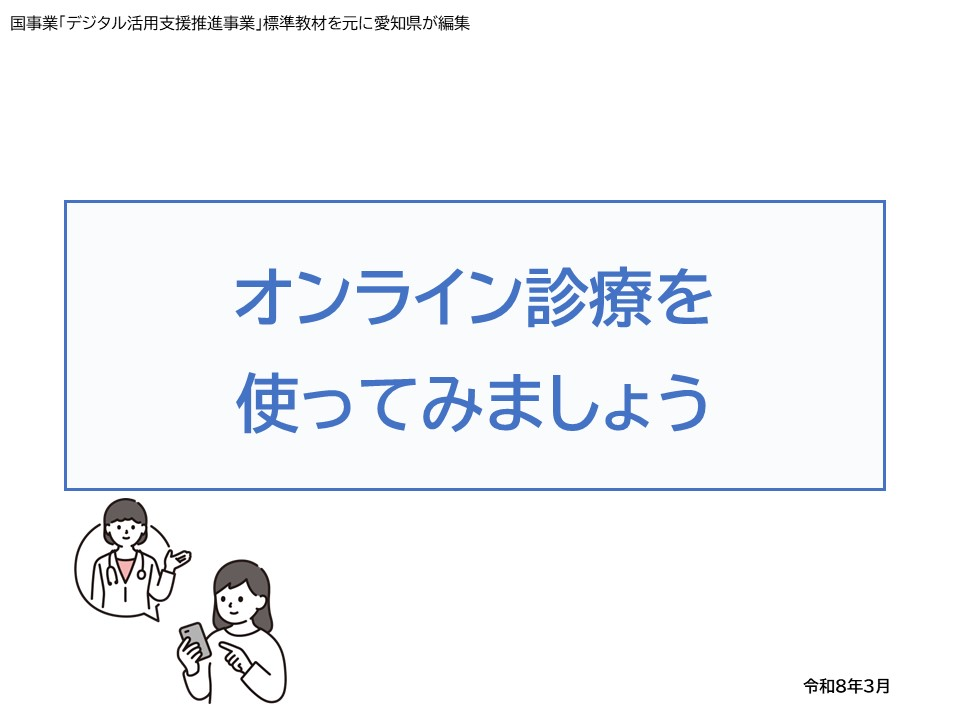 国事業「デジタル活用支援推進事業」標準教材を元に愛知県が編集
オンライン診療を
使ってみましょう
令和8年3月